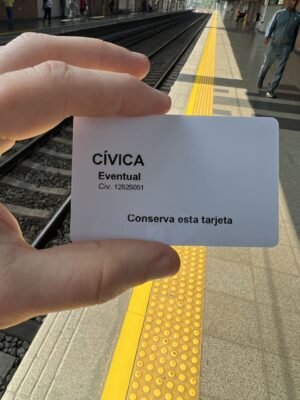 CÍVICA
Eventual
Civ. 12525051
Conserva esta tarjeta